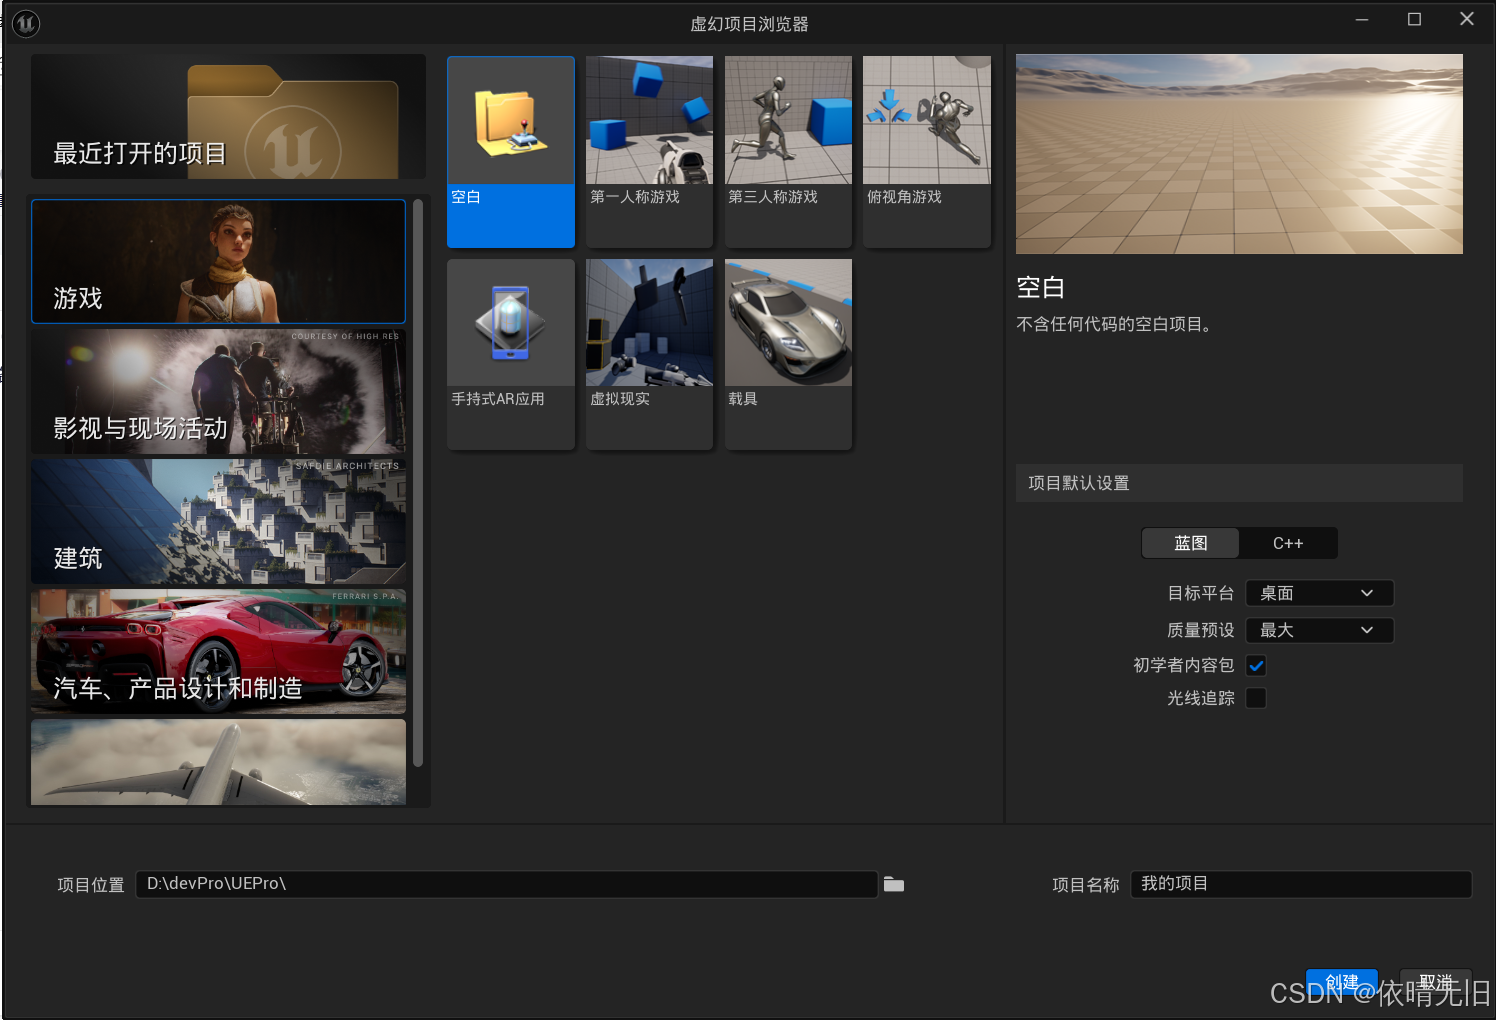 虚幻项目浏览器
最近打开的项目
游戏
COURTESY OF HIGH RES
影视与现场活动
SAFDIE ARCHITECTS
建筑
FERRARI S.P.A.
汽车、产品设计和制造
空白
第一人称游戏
第三人称游戏
俯视角游戏
手持式AR应用
虚拟现实
载具
空白
不含任何代码的空白项目。
项目默认设置
蓝图
C++
目标平台
桌面
质量预设
最大
初学者内容包
光线追踪
项目位置
D:\devPro\UEPro\
项目名称
我的项目
创建
取消
CSDN @依晴无旧